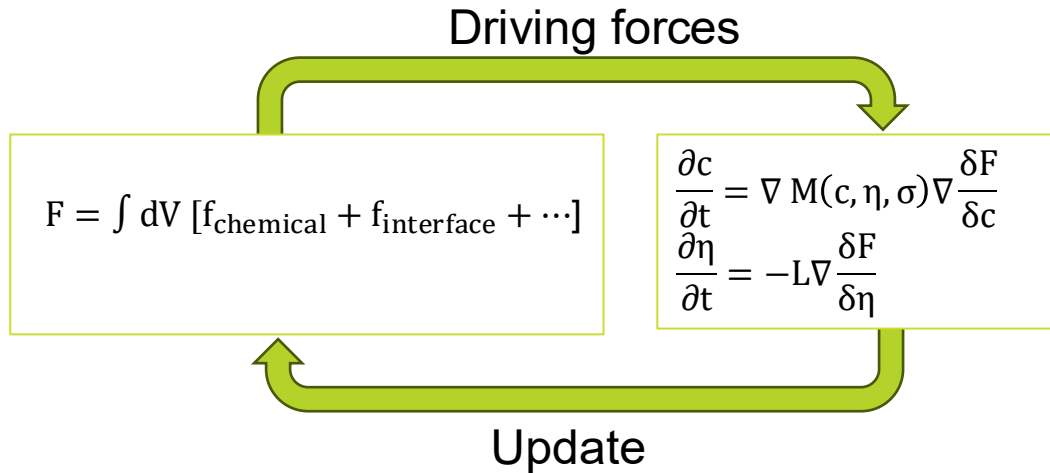 Driving forces
F = ∫ dV [f_chemical + f_interface + ⋯]
∂c/∂t = ∇ M(c, η, σ)∇ δF/δc
∂η/∂t = −L∇ δF/δη
Update